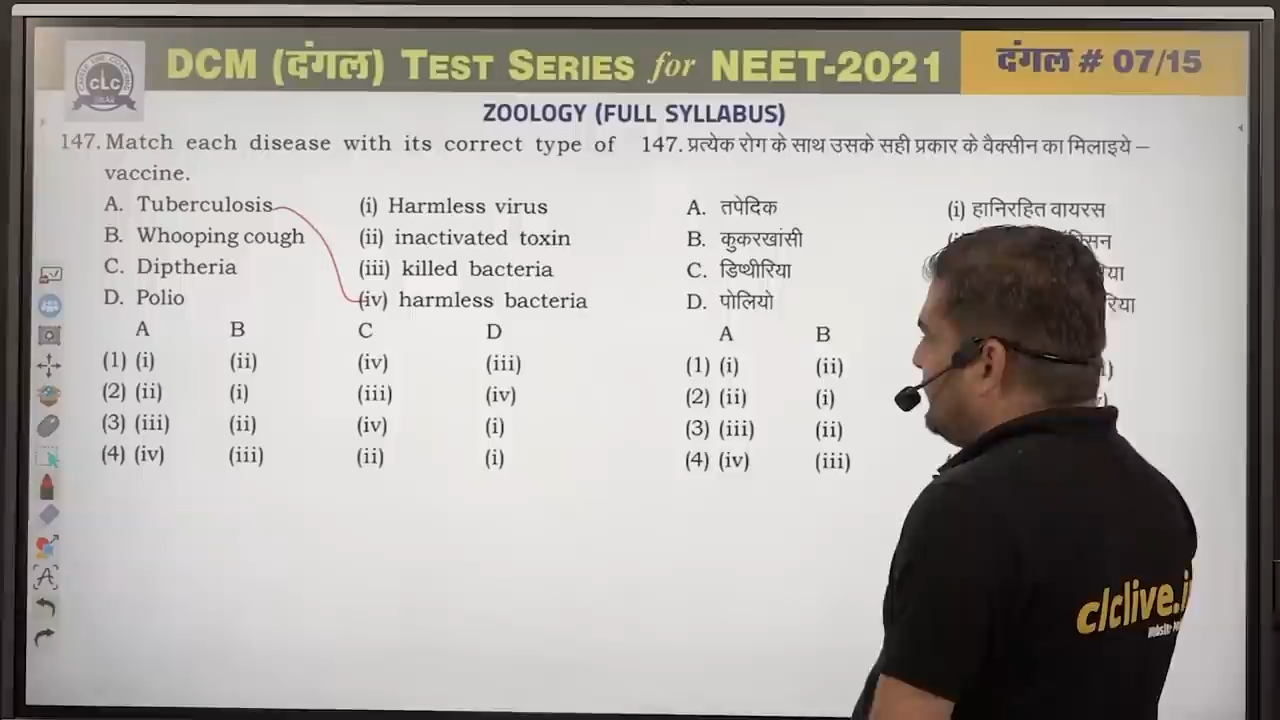 DCM (दंगल) TEST SERIES for NEET-2021
दंगल # 07/15
CLC
ZOOLOGY (FULL SYLLABUS)
147. Match each disease with its correct type of
vaccine.
A. Tuberculosis (i) Harmless virus
B. Whooping cough (ii) inactivated toxin
C. Diptheria (iii) killed bacteria
D. Polio (iv) harmless bacteria
A B C D
(1) (i) (ii) (iv) (iii)
(2) (ii) (i) (iii) (iv)
(3) (iii) (ii) (iv) (i)
(4) (iv) (iii) (ii) (i)
147. प्रत्येक रोग के साथ उसके सही प्रकार के वैक्सीन का मिलाइये –
A. तपेदिक (i) हानिरहित वायरस
B. कुकरखांसी
C. डिप्थीरिया
D. पोलियो
A B
(1) (i) (ii)
(2) (ii) (i)
(3) (iii) (ii)
(4) (iv) (iii)
clclive.i